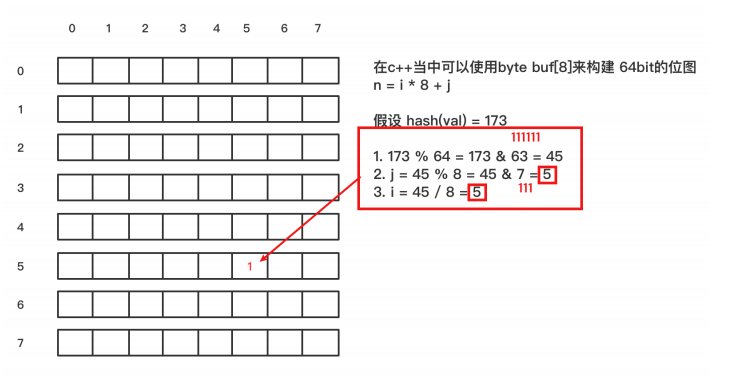 0 1 2 3 4 5 6 7
0
1
2
3
4
5
1
6
7
在c++当中可以使用byte buf[8]来构建 64bit的位图
n = i * 8 + j
假设 hash(val) = 173
111111
1. 173 % 64 = 173 & 63 = 45
2. j = 45 % 8 = 45 & 7 = 5
3. i = 45 / 8 = 5
111